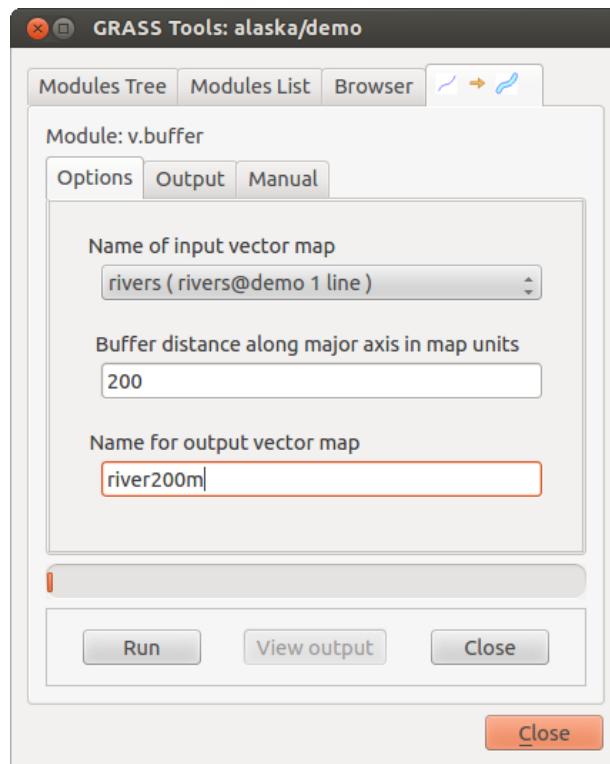 GRASS Tools: alaska/demo
Modules Tree Modules List Browser
Module: v.buffer
Options Output Manual
Name of input vector map
rivers ( rivers@demo 1 line )
Buffer distance along major axis in map units
200
Name for output vector map
river200m
Run View output Close
Close